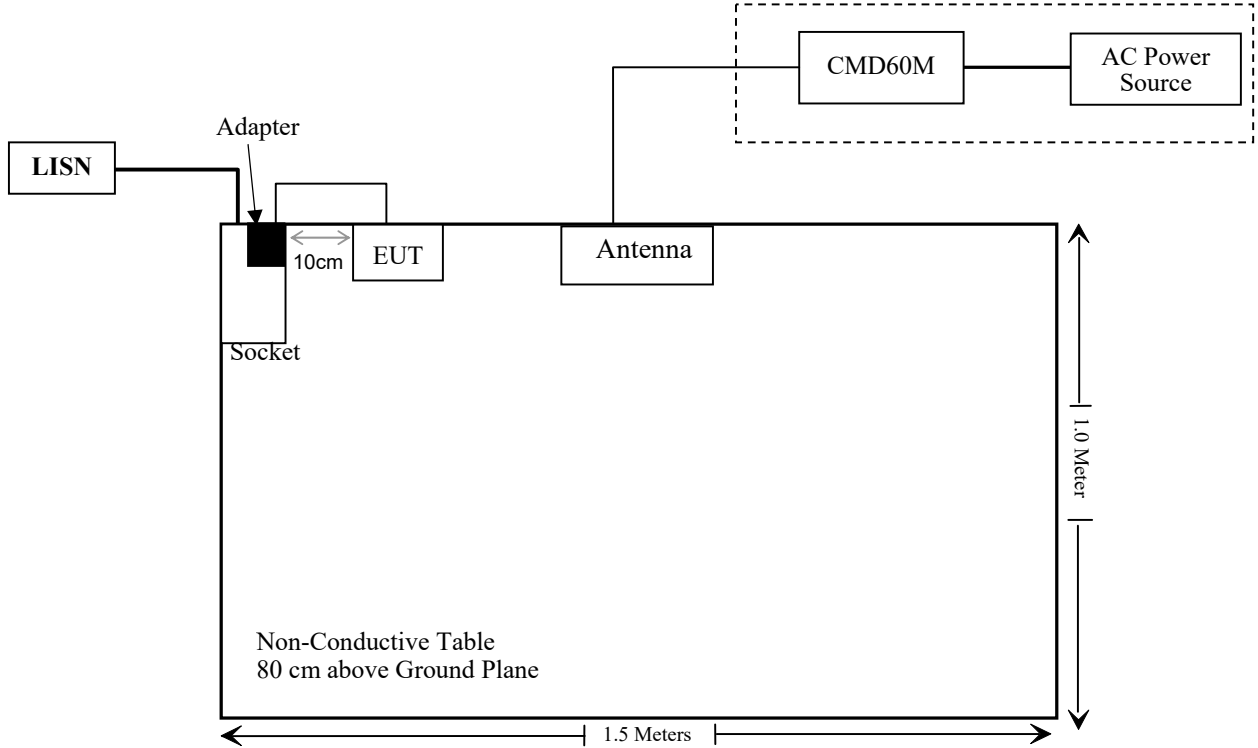 CMD60M
AC Power
Source
Adapter
LISN
10cm
EUT
Antenna
Socket
1.0 Meter
Non-Conductive Table
80 cm above Ground Plane
1.5 Meters